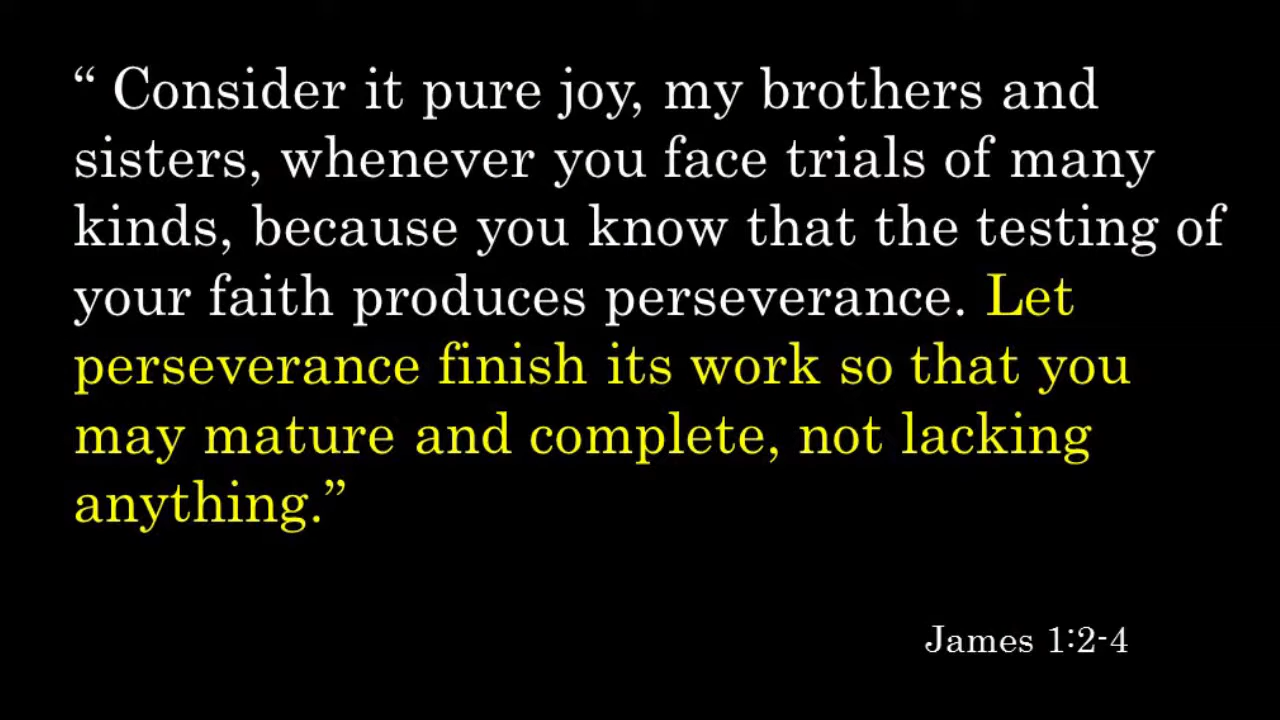 “ Consider it pure joy, my brothers and
sisters, whenever you face trials of many
kinds, because you know that the testing of
your faith produces perseverance. Let
perseverance finish its work so that you
may mature and complete, not lacking
anything.”
James 1:2-4